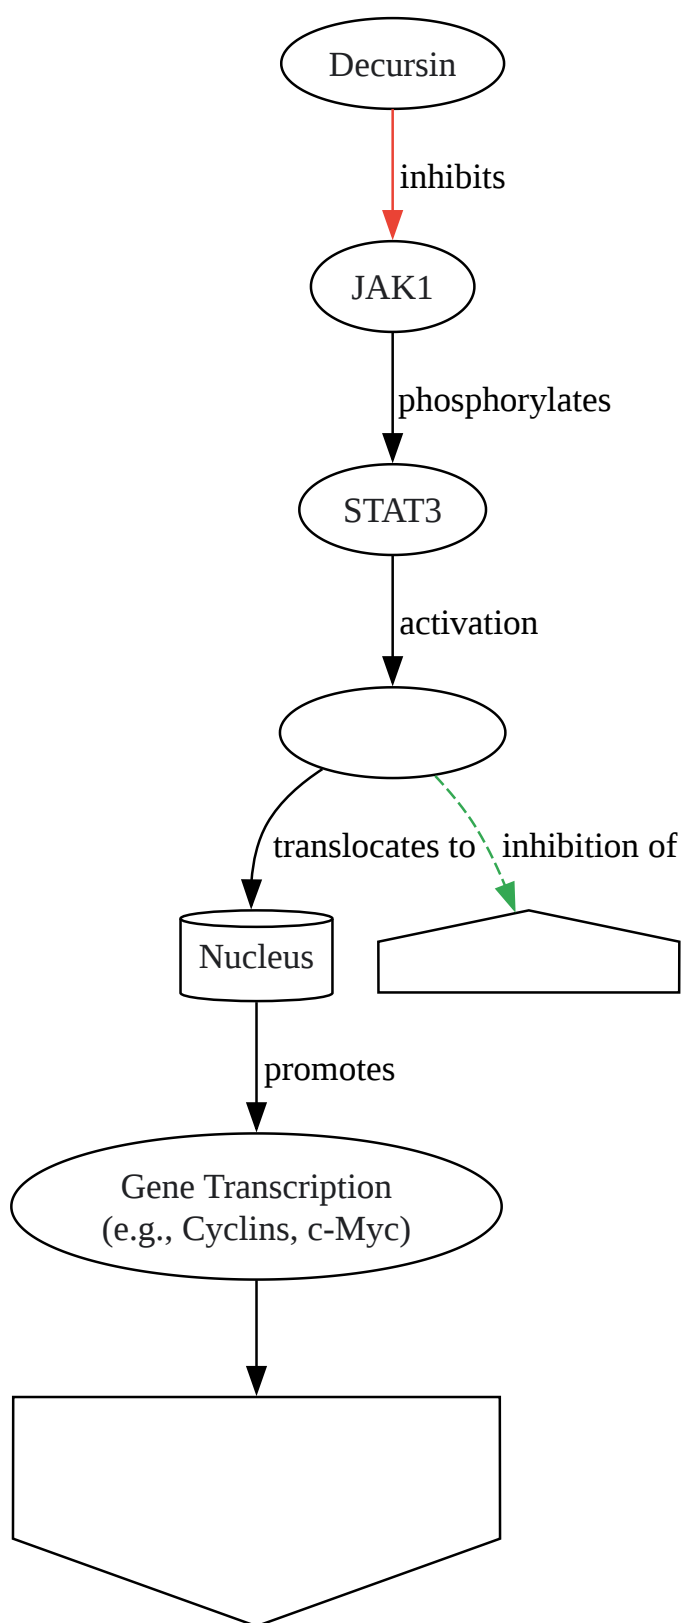 Decursin
inhibits
JAK1
phosphorylates
STAT3
activation
translocates to
inhibition of
Nucleus
promotes
Gene Transcription
(e.g., Cyclins, c-Myc)